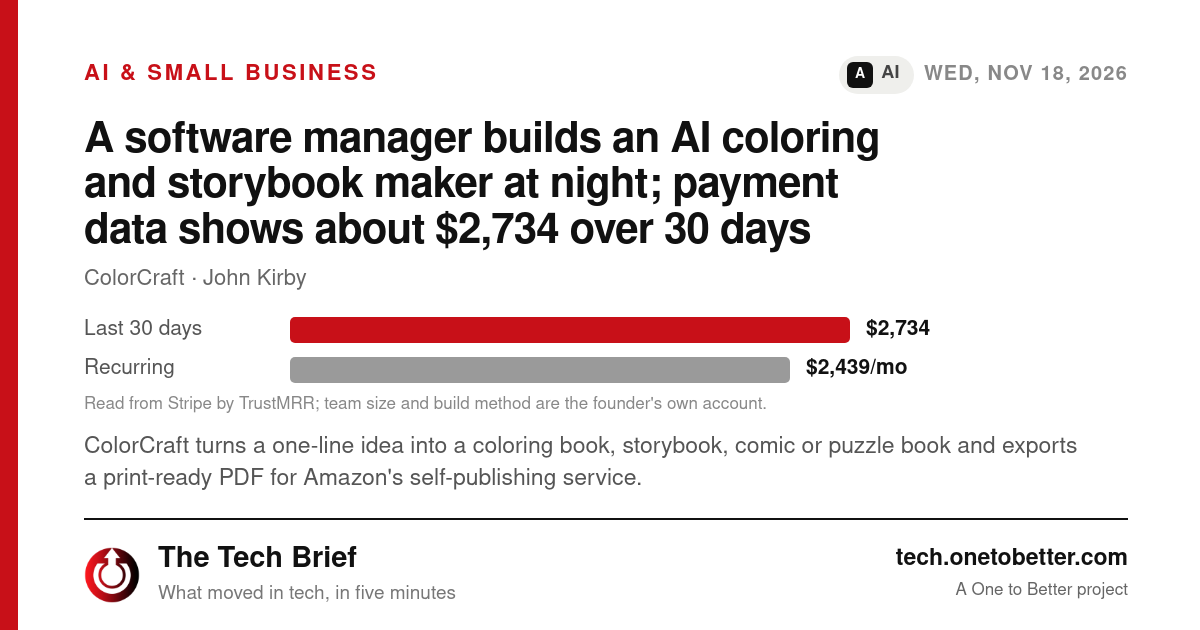 AI & SMALL BUSINESS
A AI WED, NOV 18, 2026
A software manager builds an AI coloring
and storybook maker at night; payment
data shows about $2,734 over 30 days
ColorCraft · John Kirby
Last 30 days $2,734
Recurring $2,439/mo
Read from Stripe by TrustMRR; team size and build method are the founder's own account.
ColorCraft turns a one-line idea into a coloring book, storybook, comic or puzzle book and exports
a print-ready PDF for Amazon's self-publishing service.
The Tech Brief
What moved in tech, in five minutes
tech.onetobetter.com
A One to Better project